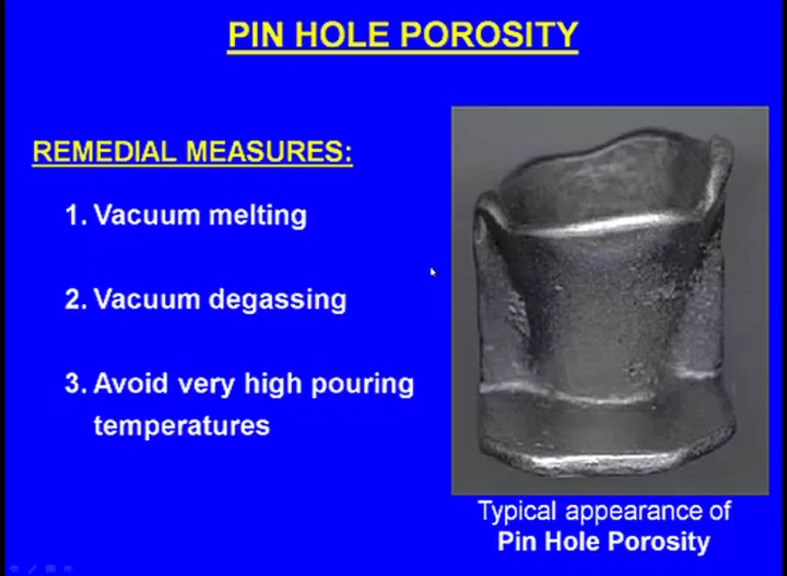 PIN HOLE POROSITY
REMEDIAL MEASURES:
1. Vacuum melting
2. Vacuum degassing
3. Avoid very high pouring
temperatures
Typical appearance of
Pin Hole Porosity